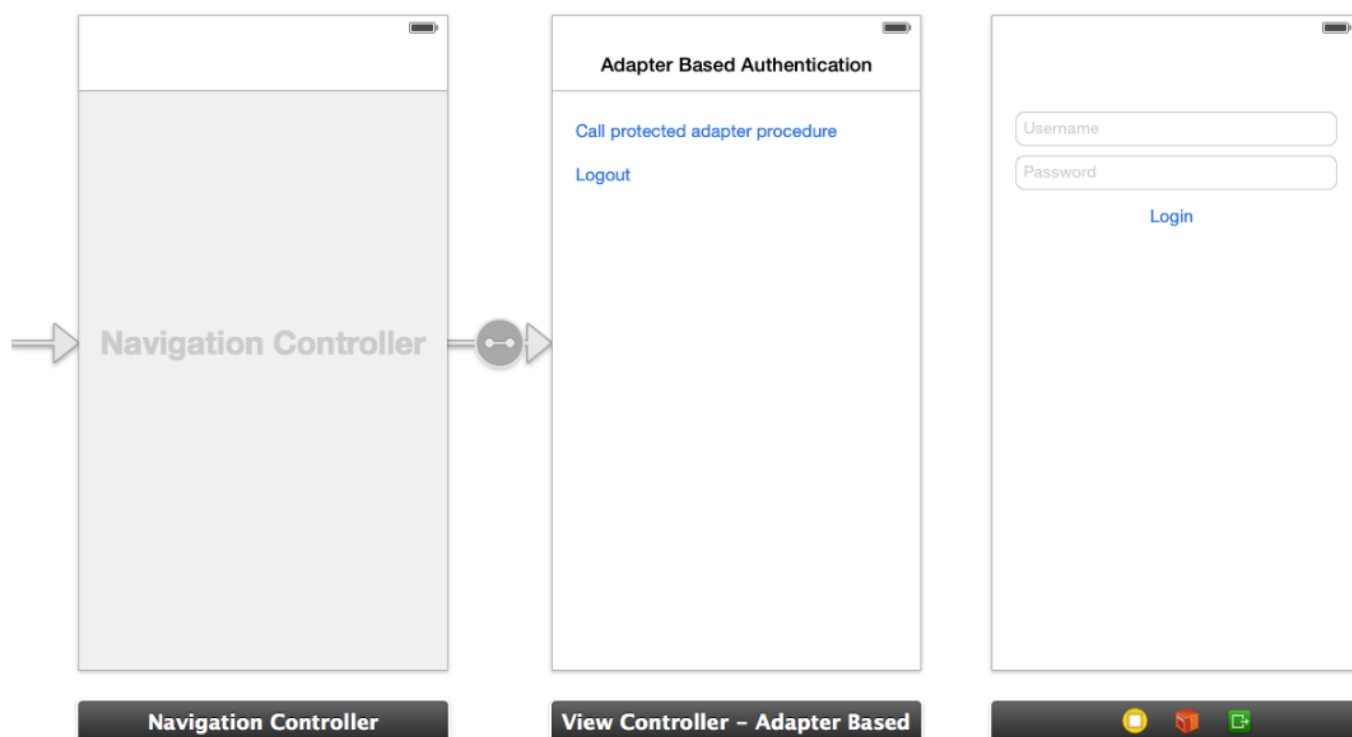 Navigation Controller
Navigation Controller
Adapter Based Authentication
Call protected adapter procedure
Logout
View Controller – Adapter Based
Username
Password
Login